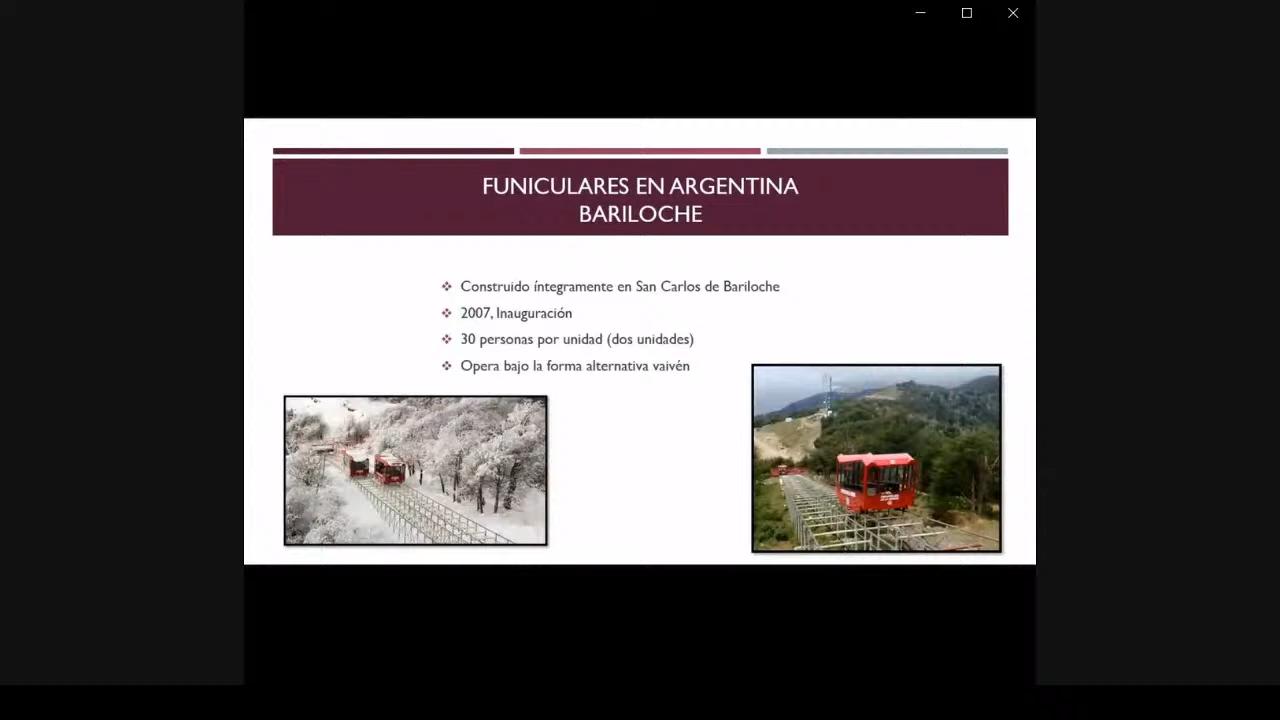 FUNICULARES EN ARGENTINA
BARILOCHE
Construido íntegramente en San Carlos de Bariloche
2007, Inauguración
30 personas por unidad (dos unidades)
Opera bajo la forma alternativa vaivén